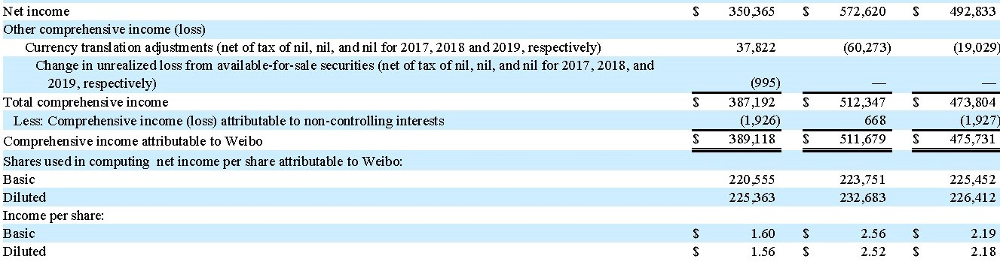 Net income $ 350,365 $ 572,620 $ 492,833
Other comprehensive income (loss)
Currency translation adjustments (net of tax of nil, nil, and nil for 2017, 2018 and 2019, respectively) 37,822 (60,273) (19,029)
Change in unrealized loss from available-for-sale securities (net of tax of nil, nil, and nil for 2017, 2018, and
2019, respectively) (995) — —
Total comprehensive income $ 387,192 $ 512,347 $ 473,804
Less: Comprehensive income (loss) attributable to non-controlling interests (1,926) 668 (1,927)
Comprehensive income attributable to Weibo $ 389,118 $ 511,679 $ 475,731
Shares used in computing net income per share attributable to Weibo:
Basic 220,555 223,751 225,452
Diluted 225,363 232,683 226,412
Income per share:
Basic $ 1.60 $ 2.56 $ 2.19
Diluted $ 1.56 $ 2.52 $ 2.18